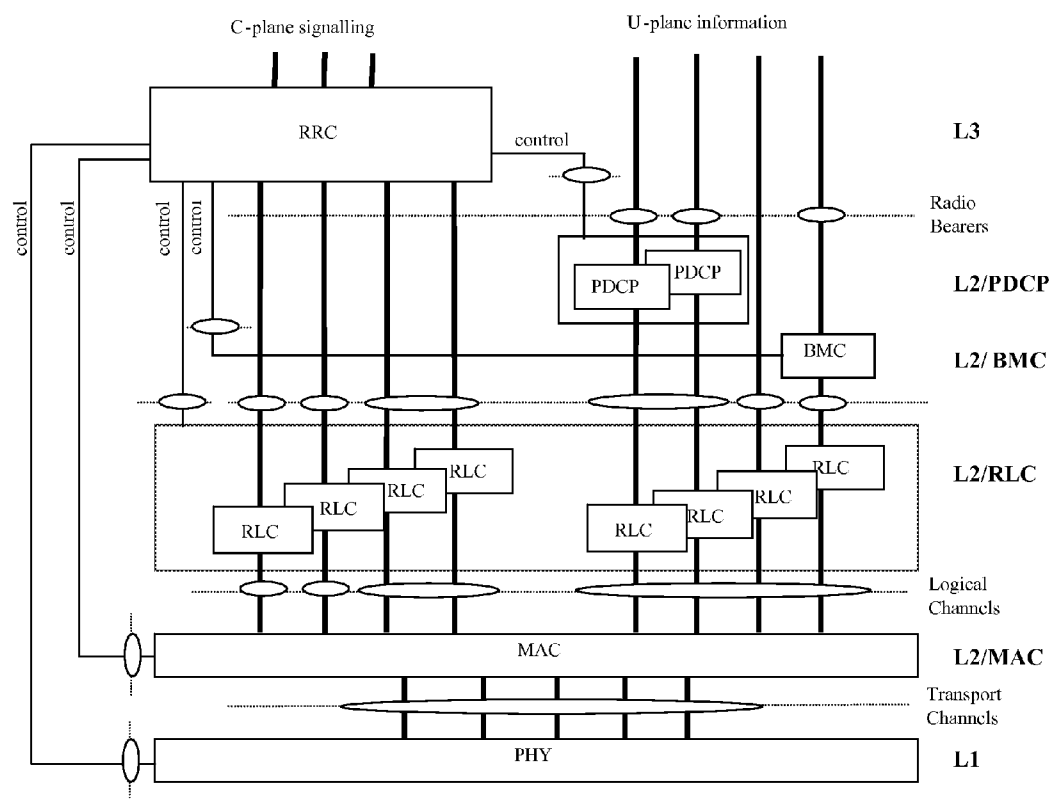 C-plane signalling
U-plane information
RRC
control
L3
control
control
control
control
Radio
Bearers
PDCP
PDCP
L2/PDCP
BMC
L2/ BMC
RLC
RLC
RLC
RLC
RLC
RLC
RLC
RLC
L2/RLC
Logical
Channels
MAC
L2/MAC
Transport
Channels
PHY
L1